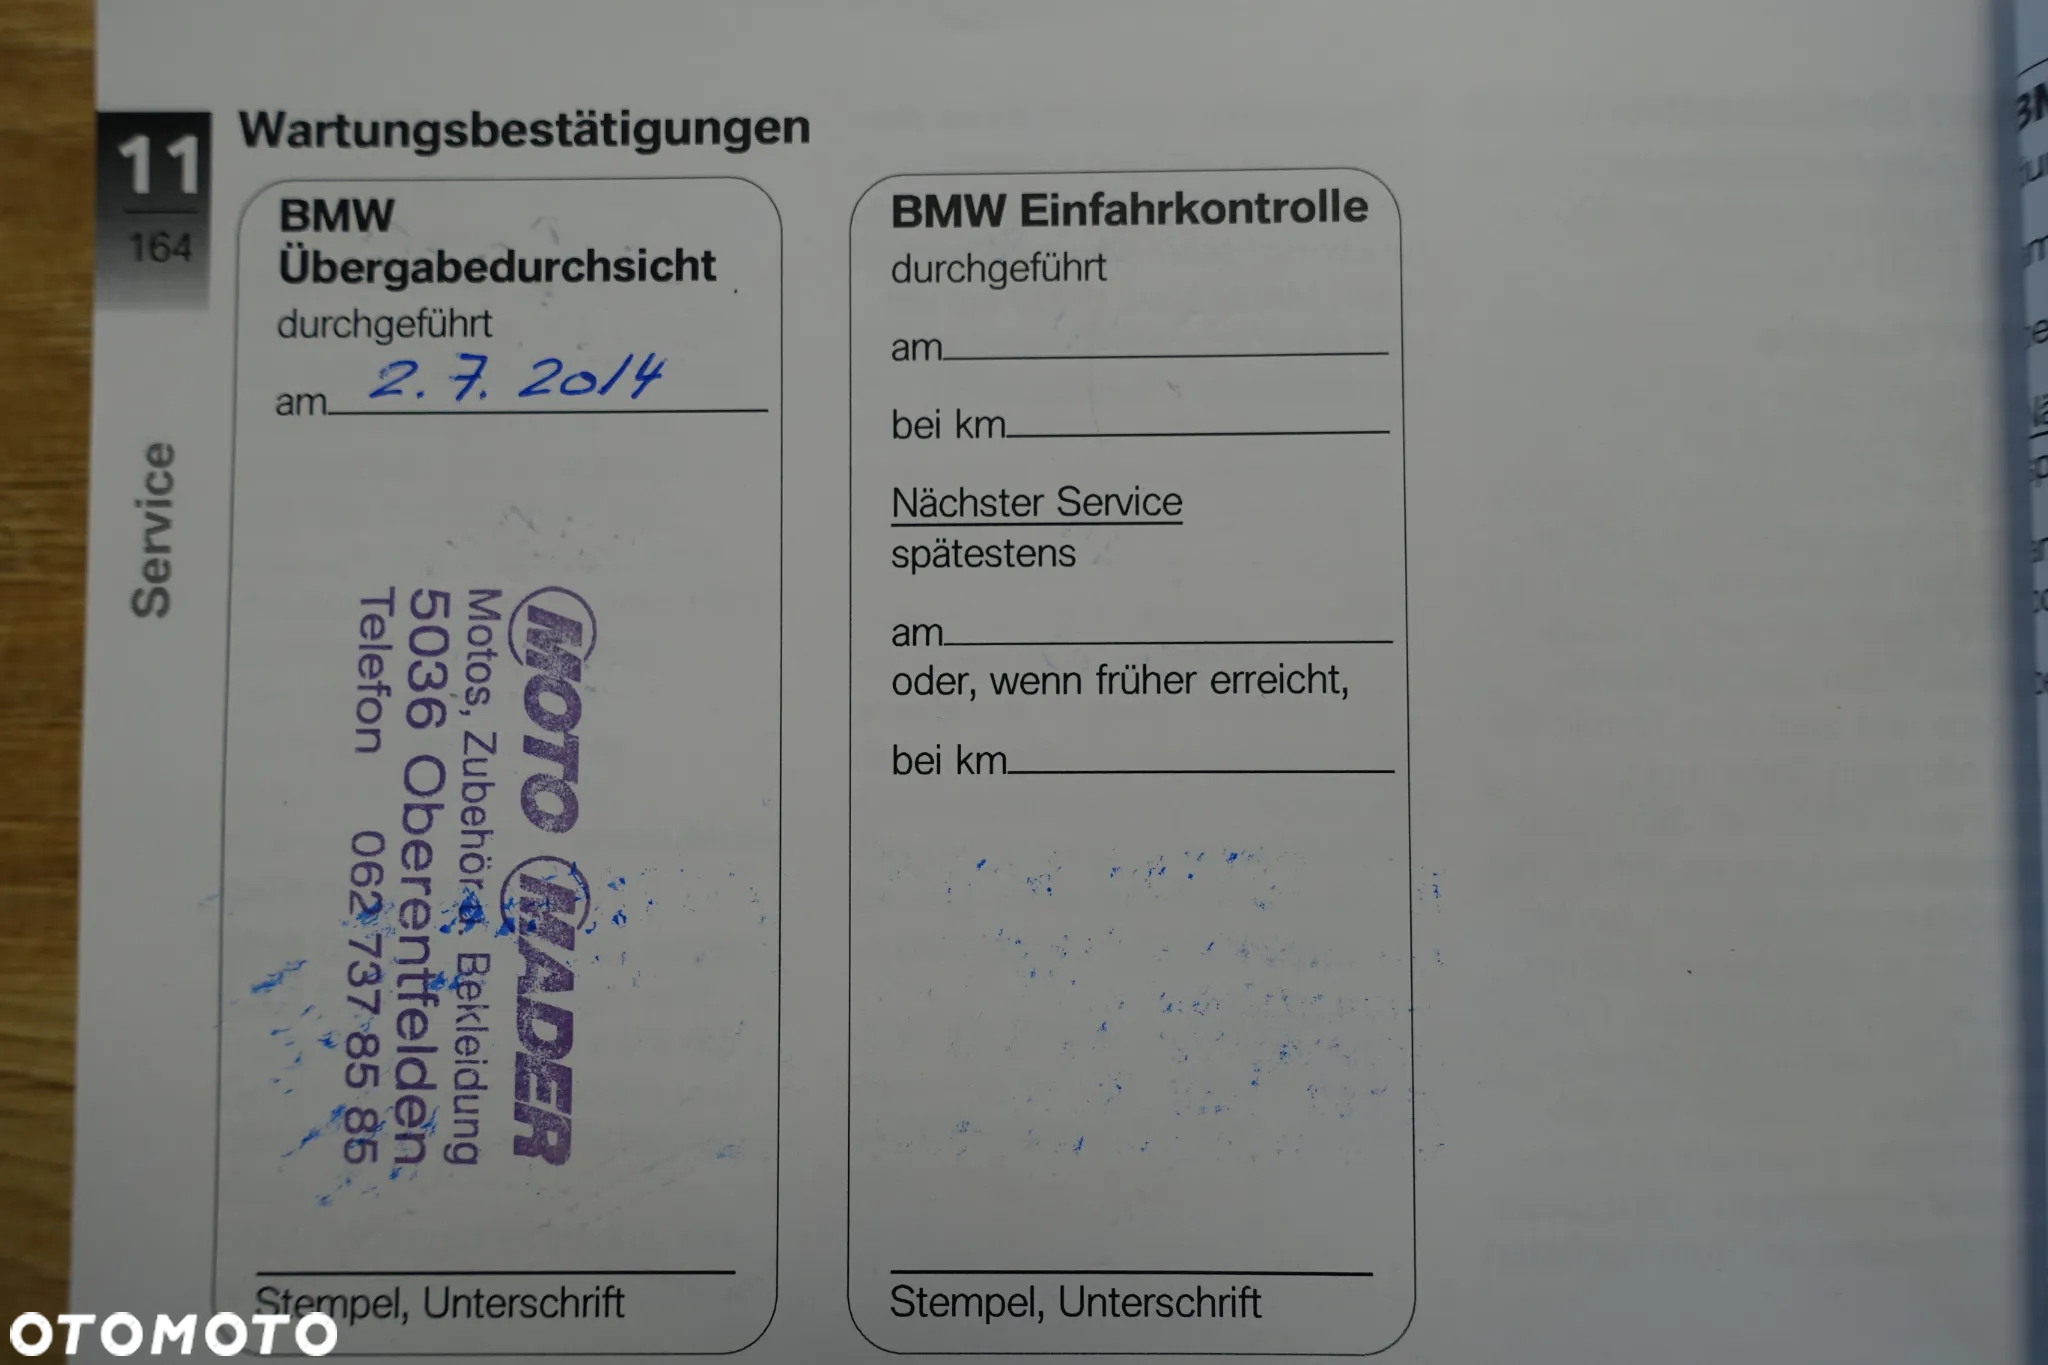 Wartungsbestätigungen
11
164
Service
BMW
Übergabedurchsicht
durchgeführt
am 2. 7. 2014
MOTO MADER
Motos, Zubehör u. Bekleidung
5036 Oberentfelden
Telefon 062 737 85 85
Stempel, Unterschrift
BMW Einfahrkontrolle
durchgeführt
am
bei km
Nächster Service
spätestens
am
oder, wenn früher erreicht,
bei km
Stempel, Unterschrift
OTOMOTO